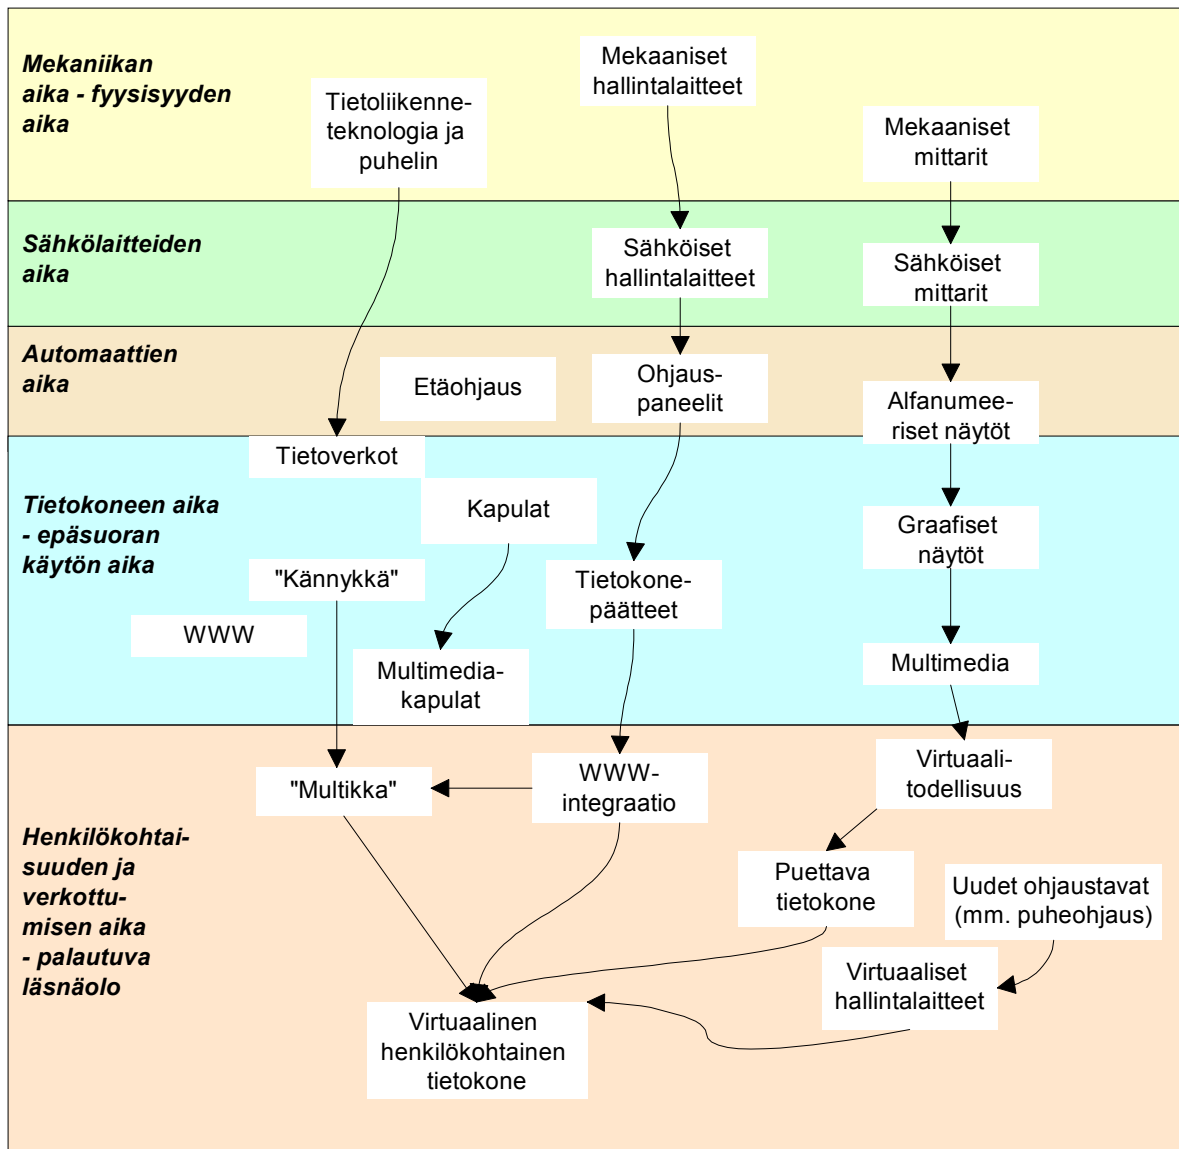 Mekaniikan
aika - fyysisyyden
aika
Tietoliikenne-
teknologia ja
puhelin
Mekaaniset
hallintalaitteet
Mekaaniset
mittarit
Sähkölaitteiden
aika
Sähköiset
hallintalaitteet
Sähköiset
mittarit
Automaattien
aika
Etäohjaus
Ohjaus-
paneelit
Alfanumee-
riset näytöt
Tietoverkot
Tietokoneen aika
- epäsuoran
käytön aika
Kapulat
Graafiset
näytöt
"Kännykkä"
Tietokone-
päätteet
WWW
Multimedia-
kapulat
Multimedia
Henkilökohtai-
suuden ja
verkottu-
misen aika
- palautuva
läsnäolo
"Multikka"
WWW-
integraatio
Virtuaali-
todellisuus
Puettava
tietokone
Uudet ohjaustavat
(mm. puheohjaus)
Virtuaaliset
hallintalaitteet
Virtuaalinen
henkilökohtainen
tietokone